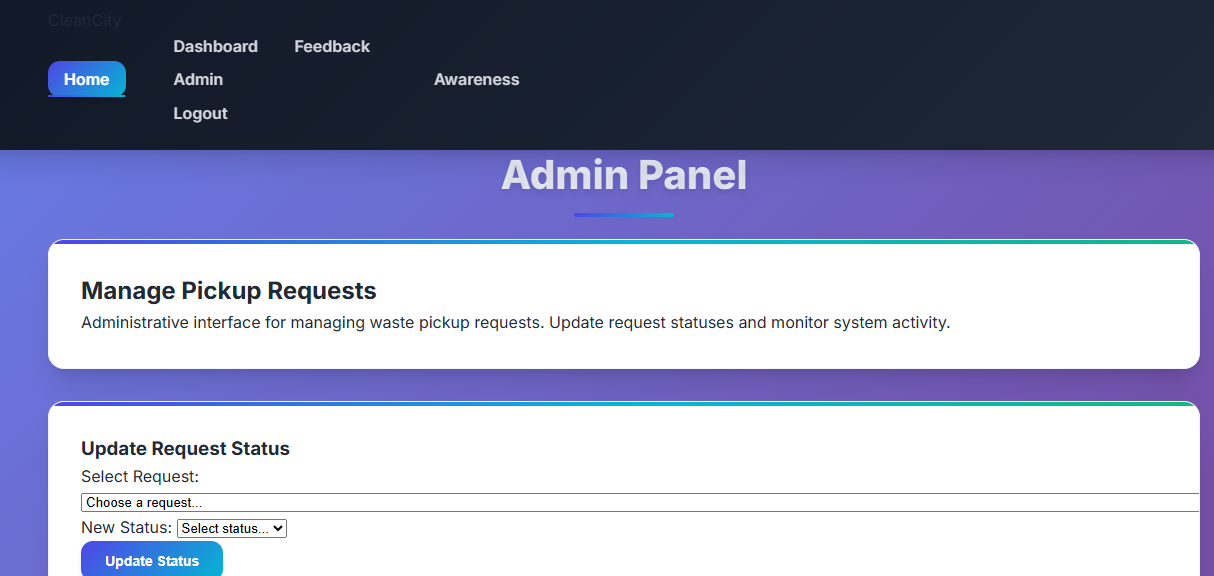 CleanCity
Dashboard Feedback
Home Admin Awareness
Logout
Admin Panel
Manage Pickup Requests
Administrative interface for managing waste pickup requests. Update request statuses and monitor system activity.
Update Request Status
Select Request:
Choose a request...
New Status: Select status...
Update Status